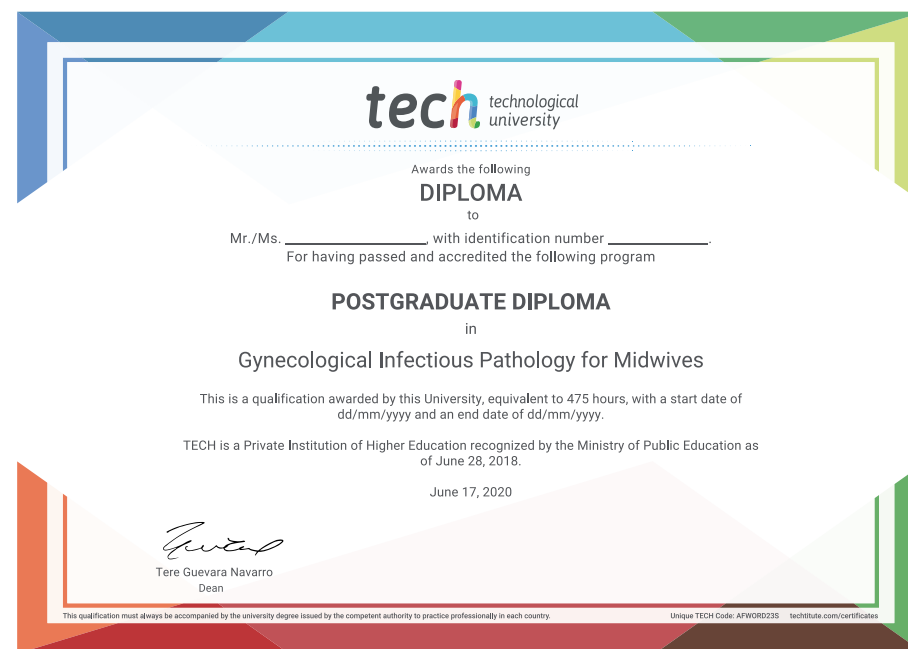 tech technological
university
Awards the following
DIPLOMA
to
Mr./Ms. ____________________, with identification number ______________.
For having passed and accredited the following program
POSTGRADUATE DIPLOMA
in
Gynecological Infectious Pathology for Midwives
This is a qualification awarded by this University, equivalent to 475 hours, with a start date of
dd/mm/yyyy and an end date of dd/mm/yyyy.
TECH is a Private Institution of Higher Education recognized by the Ministry of Public Education as
of June 28, 2018.
June 17, 2020
Tere Guevara Navarro
Dean
This qualification must always be accompanied by the university degree issued by the competent authority to practice professionally in each country. Unique TECH Code: AFWORD23S techtitute.com/certificates